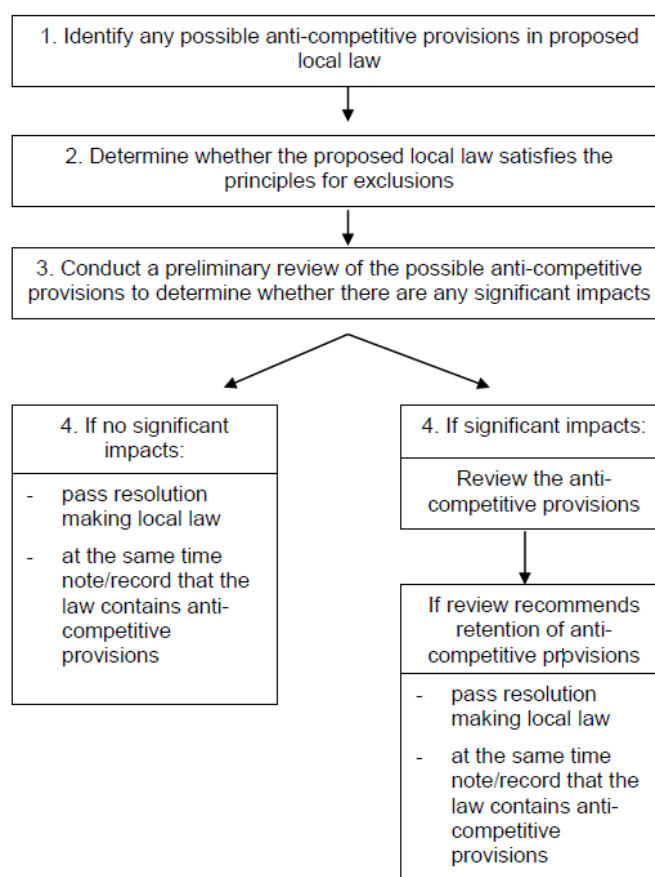 1. Identify any possible anti-competitive provisions in proposed
local law
2. Determine whether the proposed local law satisfies the
principles for exclusions
3. Conduct a preliminary review of the possible anti-competitive
provisions to determine whether there are any significant impacts
4. If no significant
impacts:
- pass resolution
making local law
- at the same time
note/record that the
law contains anti-
competitive
provisions
4. If significant impacts:
Review the anti-
competitive provisions
If review recommends
retention of anti-
competitive provisions
- pass resolution
making local law
- at the same time
note/record that the
law contains anti-
competitive
provisions